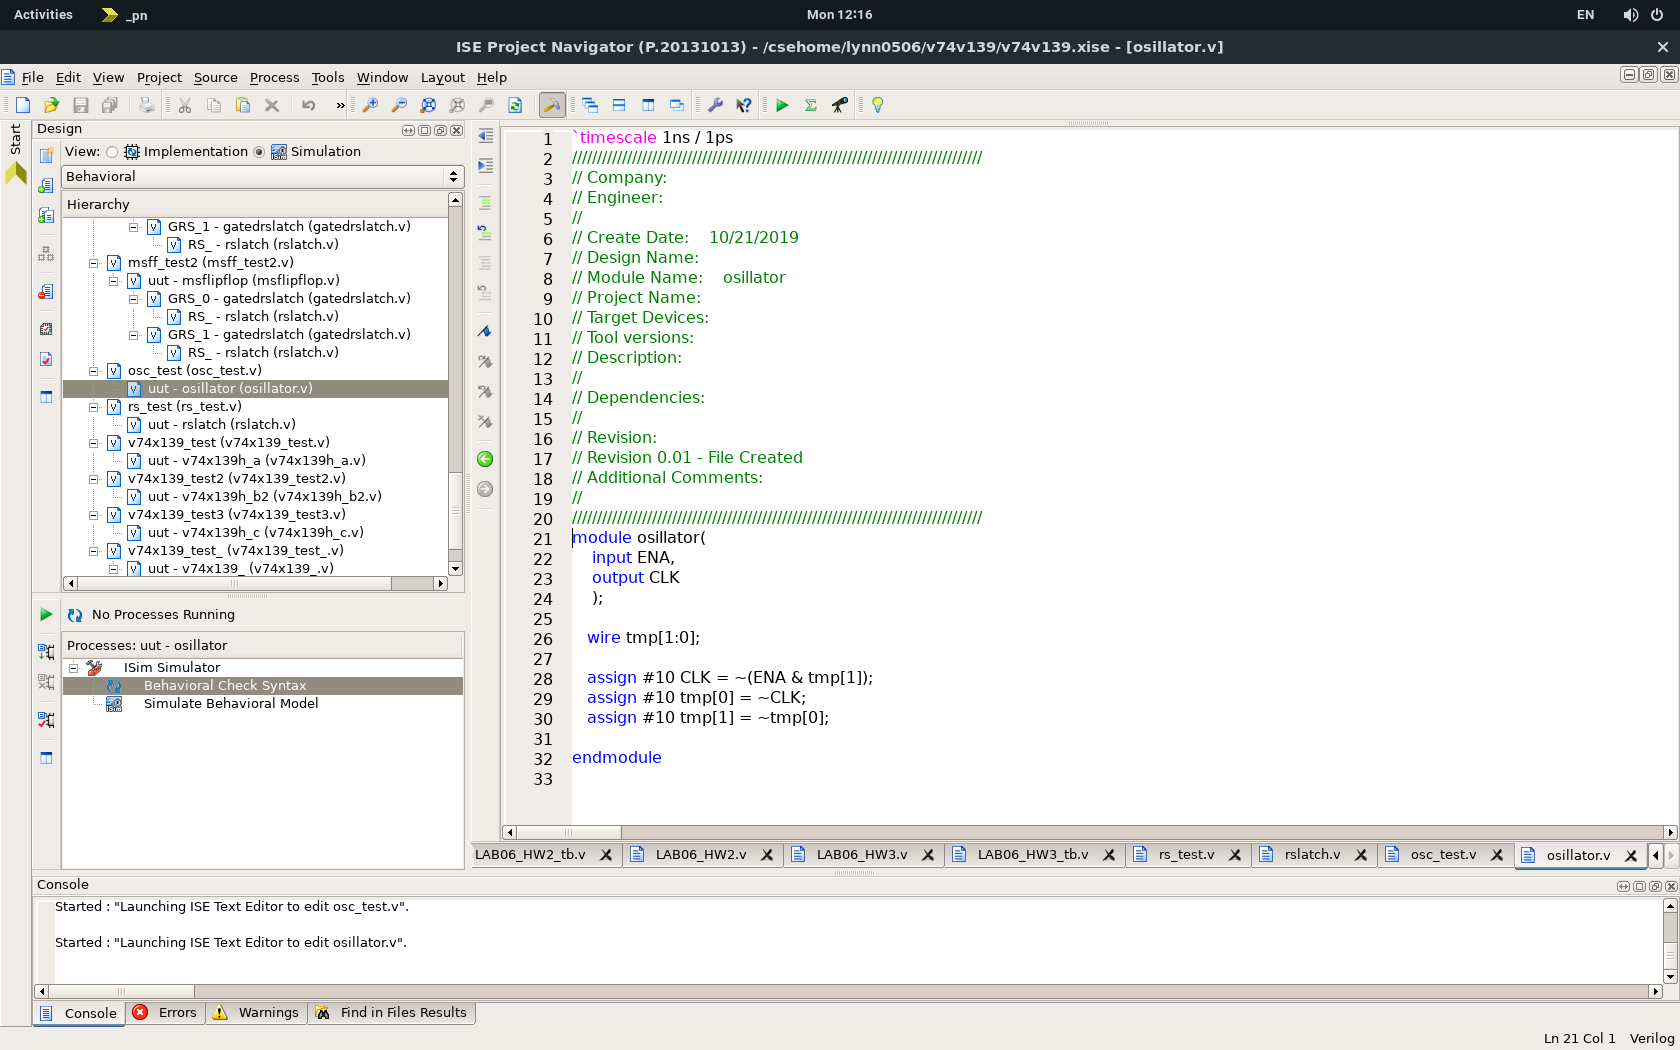 Activities
_pn
Mon 12:16
EN
ISE Project Navigator (P.20131013) - /csehome/lynn0506/v74v139/v74v139.xise - [osillator.v]
File Edit View Project Source Process Tools Window Layout Help
Start
Design
View: Implementation Simulation
Behavioral
Hierarchy
GRS_1 - gatedrslatch (gatedrslatch.v)
RS_ - rslatch (rslatch.v)
msff_test2 (msff_test2.v)
uut - msflipflop (msflipflop.v)
GRS_0 - gatedrslatch (gatedrslatch.v)
RS_ - rslatch (rslatch.v)
GRS_1 - gatedrslatch (gatedrslatch.v)
RS_ - rslatch (rslatch.v)
osc_test (osc_test.v)
uut - osillator (osillator.v)
rs_test (rs_test.v)
uut - rslatch (rslatch.v)
v74x139_test (v74x139_test.v)
uut - v74x139h_a (v74x139h_a.v)
v74x139_test2 (v74x139_test2.v)
uut - v74x139h_b2 (v74x139h_b2.v)
v74x139_test3 (v74x139_test3.v)
uut - v74x139h_c (v74x139h_c.v)
v74x139_test_ (v74x139_test_.v)
uut - v74x139_ (v74x139_.v)
No Processes Running
Processes: uut - osillator
ISim Simulator
Behavioral Check Syntax
Simulate Behavioral Model
1 `timescale 1ns / 1ps
2 //////////////////////////////////////////////////////////////////////////////////
3 // Company:
4 // Engineer:
5 //
6 // Create Date: 10/21/2019
7 // Design Name:
8 // Module Name: osillator
9 // Project Name:
10 // Target Devices:
11 // Tool versions:
12 // Description:
13 //
14 // Dependencies:
15 //
16 // Revision:
17 // Revision 0.01 - File Created
18 // Additional Comments:
19 //
20 //////////////////////////////////////////////////////////////////////////////////
21 module osillator(
22 input ENA,
23 output CLK
24 );
25
26 wire tmp[1:0];
27
28 assign #10 CLK = ~(ENA & tmp[1]);
29 assign #10 tmp[0] = ~CLK;
30 assign #10 tmp[1] = ~tmp[0];
31
32 endmodule
33
LAB06_HW2_tb.v LAB06_HW2.v LAB06_HW3.v LAB06_HW3_tb.v rs_test.v rslatch.v osc_test.v osillator.v
Console
Started : "Launching ISE Text Editor to edit osc_test.v".
Started : "Launching ISE Text Editor to edit osillator.v".
Console Errors Warnings Find in Files Results
Ln 21 Col 1 Verilog